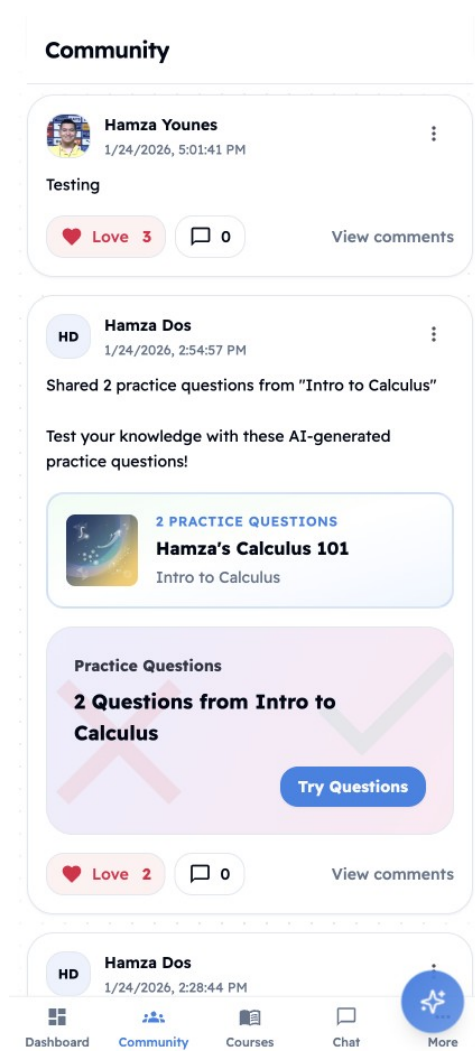 Community
Hamza Younes
1/24/2026, 5:01:41 PM
Testing
Love 3
0
View comments
HD
Hamza Dos
1/24/2026, 2:54:57 PM
Shared 2 practice questions from "Intro to Calculus"
Test your knowledge with these AI-generated
practice questions!
2 PRACTICE QUESTIONS
Hamza's Calculus 101
Intro to Calculus
Practice Questions
2 Questions from Intro to
Calculus
Try Questions
Love 2
0
View comments
HD
Hamza Dos
1/24/2026, 2:28:44 PM
Dashboard
Community
Courses
Chat
More